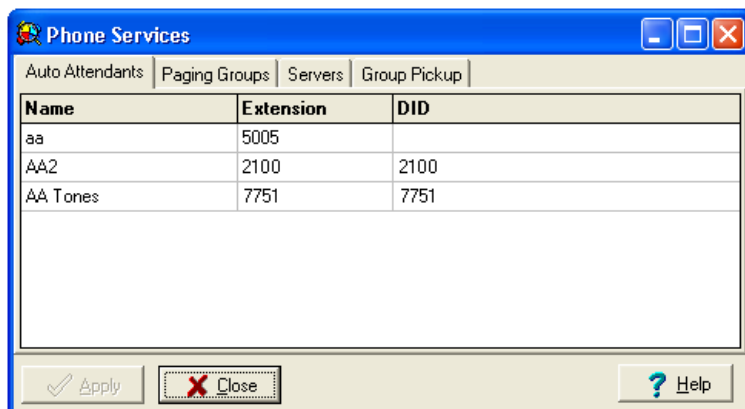 Phone Services
Auto Attendants Paging Groups Servers Group Pickup
Name Extension DID
aa 5005
AA2 2100 2100
AA Tones 7751 7751
Apply Close Help